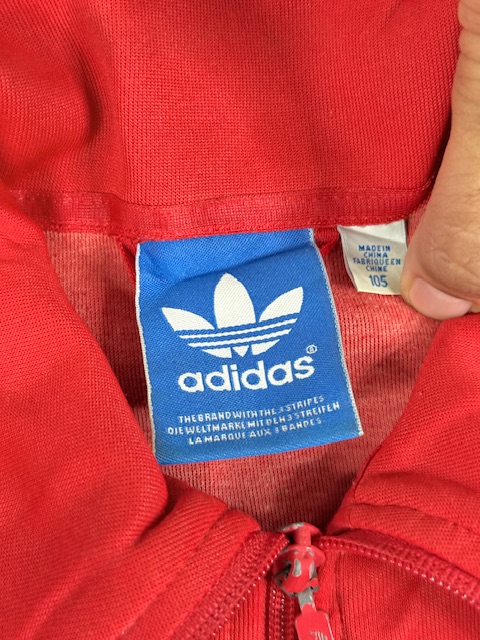 adidas®
THE BRAND WITH THE 3 STRIPES
DIE WELTMARKE MIT DEN 3 STREIFEN
LA MARQUE AUX 3 BANDES
MADE IN
CHINA
FABRIQUE EN
CHINE
105